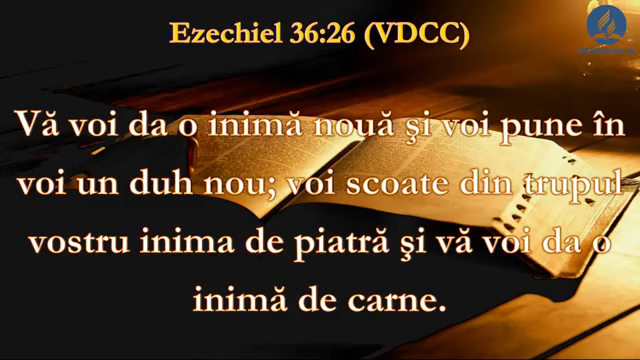 Ezechiel 36:26 (VDCC)
Vă voi da o inimă nouă şi voi pune în
voi un duh nou; voi scoate din trupul
vostru inima de piatră şi vă voi da o
inimă de carne.